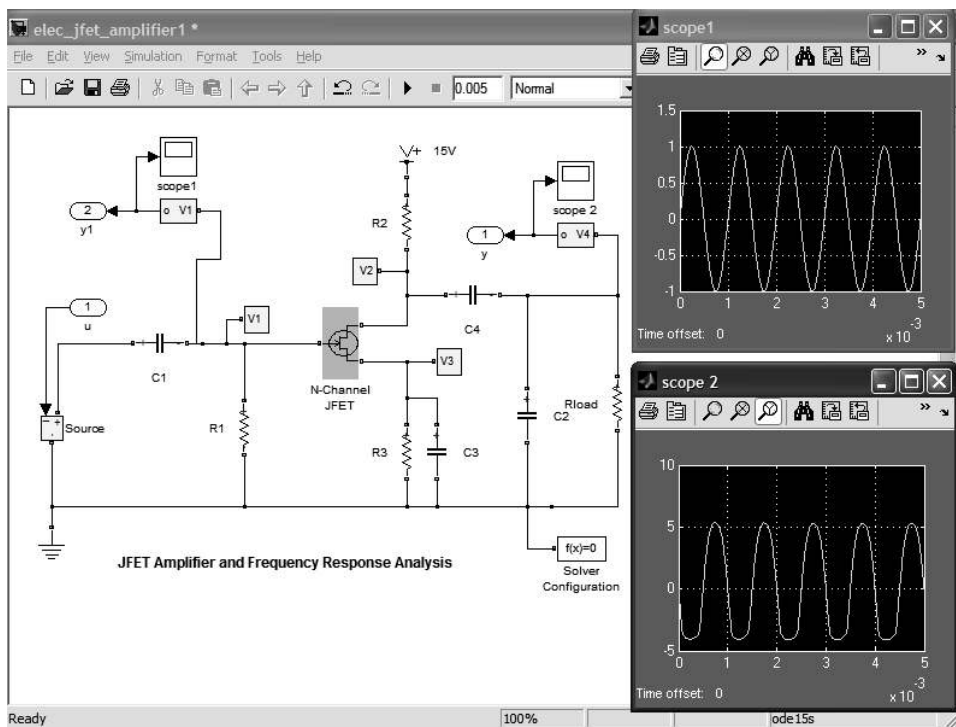 elec_jfet_amplifier1 *
File Edit View Simulation Format Tools Help
0.005 Normal
scope1
2
y1
o V1
1
u
C1
V1
Source
R1
15V
R2
V2
N-Channel
JFET
V3
R3
C3
scope 2
1
y
o V4
C4
C2
Rload
f(x)=0
Solver
Configuration
JFET Amplifier and Frequency Response Analysis
Ready
100%
ode15s
scope1
»
1.5
1
0.5
0
-0.5
-1
0 1 2 3 4 5
Time offset: 0
x 10-3
scope 2
»
10
5
0
-5
0 1 2 3 4 5
Time offset: 0
x 10-3